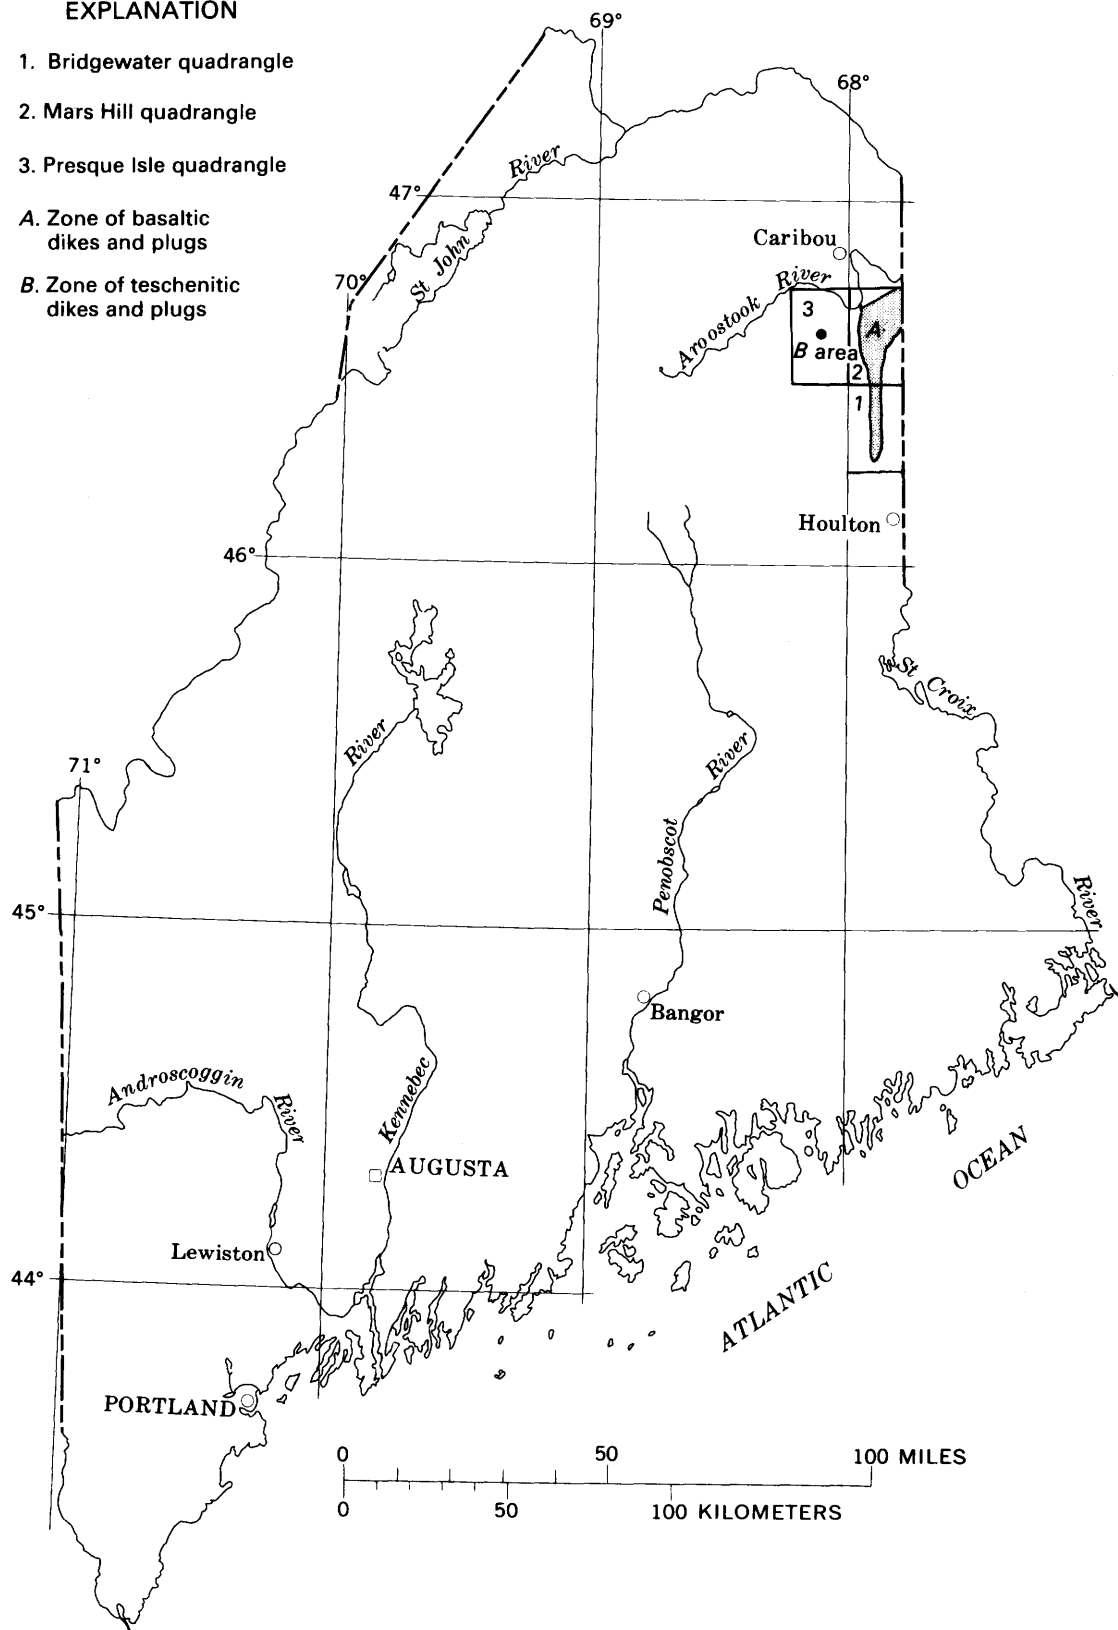 EXPLANATION
1. Bridgewater quadrangle
2. Mars Hill quadrangle
3. Presque Isle quadrangle
A. Zone of basaltic
dikes and plugs
B. Zone of teschenitic
dikes and plugs
69°
68°
River
47°
St John
Caribou
70°
River
Aroostook
3
A
B area
2
1
Houlton
46°
St Croix
River
River
71°
Penobscot
River
45°
Bangor
Androscoggin
River
Kennebec
AUGUSTA
OCEAN
Lewiston
44°
ATLANTIC
PORTLAND
0 50 100 MILES
0 50 100 KILOMETERS